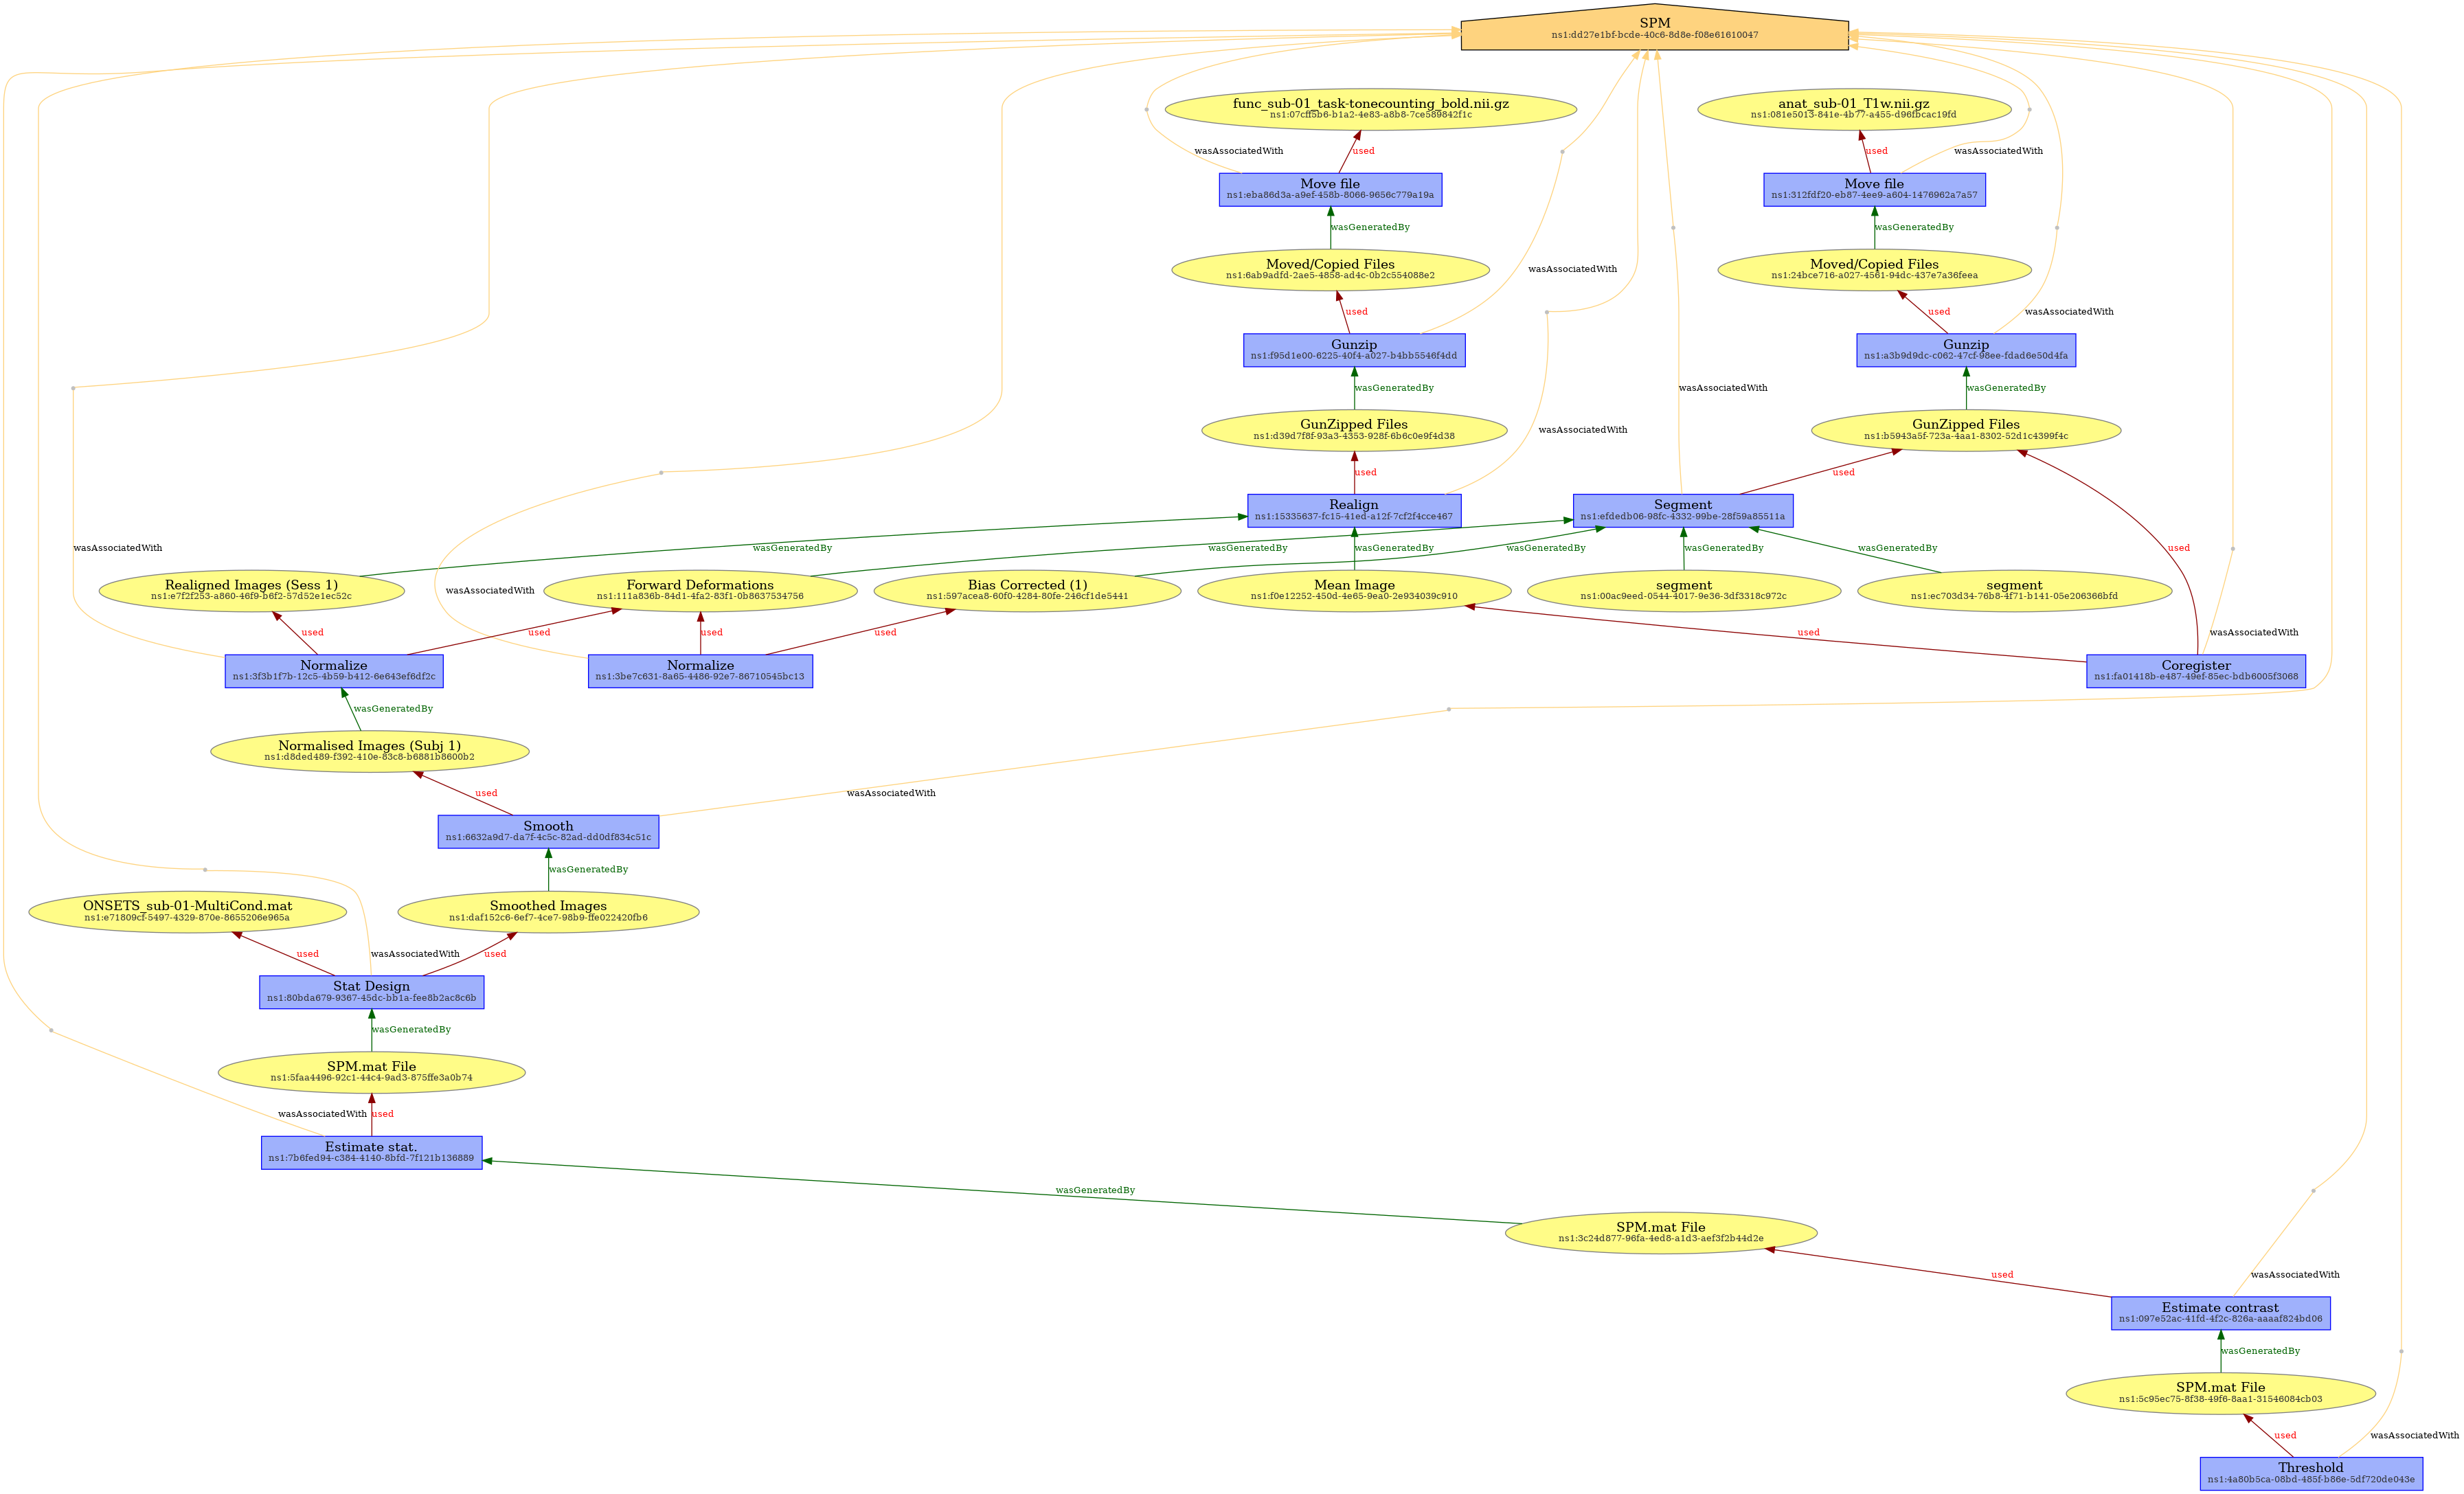 SPM
ns1:dd27e1bf-bcde-40c6-8d8e-f08e61610047
func_sub-01_task-tonecounting_bold.nii.gz
ns1:07cff5b6-b1a2-4e83-a8b8-7ce589842f1c
anat_sub-01_T1w.nii.gz
ns1:081e5013-841e-4b77-a455-d96fbcac19fd
wasAssociatedWith
used
used
wasAssociatedWith
Move file
ns1:eba86d3a-a9ef-458b-8066-9656c779a19a
Move file
ns1:312fdf20-eb87-4ee9-a604-1476962a7a57
wasGeneratedBy
wasGeneratedBy
Moved/Copied Files
ns1:6ab9adfd-2ae5-4858-ad4c-0b2c554088e2
wasAssociatedWith
Moved/Copied Files
ns1:24bce716-a027-4561-94dc-437e7a36feea
used
used
wasAssociatedWith
Gunzip
ns1:f95d1e00-6225-40f4-a027-b4bb5546f4dd
Gunzip
ns1:a3b9d9dc-c062-47cf-98ee-fdad6e50d4fa
wasGeneratedBy
wasAssociatedWith
wasGeneratedBy
GunZipped Files
ns1:d39d7f8f-93a3-4353-928f-6b6c0e9f4d38
wasAssociatedWith
GunZipped Files
ns1:b5943a5f-723a-4aa1-8302-52d1c4399f4c
used
used
Realign
ns1:15335637-fc15-41ed-a12f-7cf2f4cce467
Segment
ns1:efdedb06-98fc-4332-99be-28f59a85511a
wasAssociatedWith
wasGeneratedBy
wasGeneratedBy
wasGeneratedBy
wasGeneratedBy
wasGeneratedBy
wasGeneratedBy
used
Realigned Images (Sess 1)
ns1:e7f2f253-a860-46f9-b6f2-57d52e1ec52c
wasAssociatedWith
Forward Deformations
ns1:111a836b-84d1-4fa2-83f1-0b8637534756
Bias Corrected (1)
ns1:597acea8-60f0-4284-80fe-246cf1de5441
Mean Image
ns1:f0e12252-450d-4e65-9ea0-2e934039c910
segment
ns1:00ac9eed-0544-4017-9e36-3df3318c972c
segment
ns1:ec703d34-76b8-4f71-b141-05e206366bfd
used
used
used
used
used
wasAssociatedWith
Normalize
ns1:3f3b1f7b-12c5-4b59-b412-6e643ef6df2c
Normalize
ns1:3be7c631-8a65-4486-92e7-86710545bc13
Coregister
ns1:fa01418b-e487-49ef-85ec-bdb6005f3068
wasGeneratedBy
Normalised Images (Subj 1)
ns1:d8ded489-f392-410e-83c8-b6881b8600b2
used
wasAssociatedWith
Smooth
ns1:6632a9d7-da7f-4c5c-82ad-dd0df834c51c
wasGeneratedBy
ONSETS_sub-01-MultiCond.mat
ns1:e71809cf-5497-4329-870e-8655206e965a
Smoothed Images
ns1:daf152c6-6ef7-4ce7-98b9-ffe022420fb6
used
wasAssociatedWith
used
Stat Design
ns1:80bda679-9367-45dc-bb1a-fee8b2ac8c6b
wasGeneratedBy
SPM.mat File
ns1:5faa4496-92c1-44c4-9ad3-875ffe3a0b74
wasAssociatedWith
used
Estimate stat.
ns1:7b6fed94-c384-4140-8bfd-7f121b136889
wasGeneratedBy
SPM.mat File
ns1:3c24d877-96fa-4ed8-a1d3-aef3f2b44d2e
used
wasAssociatedWith
Estimate contrast
ns1:097e52ac-41fd-4f2c-826a-aaaaf824bd06
wasGeneratedBy
SPM.mat File
ns1:5c95ec75-8f38-49f6-8aa1-31546084cb03
used
wasAssociatedWith
Threshold
ns1:4a80b5ca-08bd-485f-b86e-5df720de043e